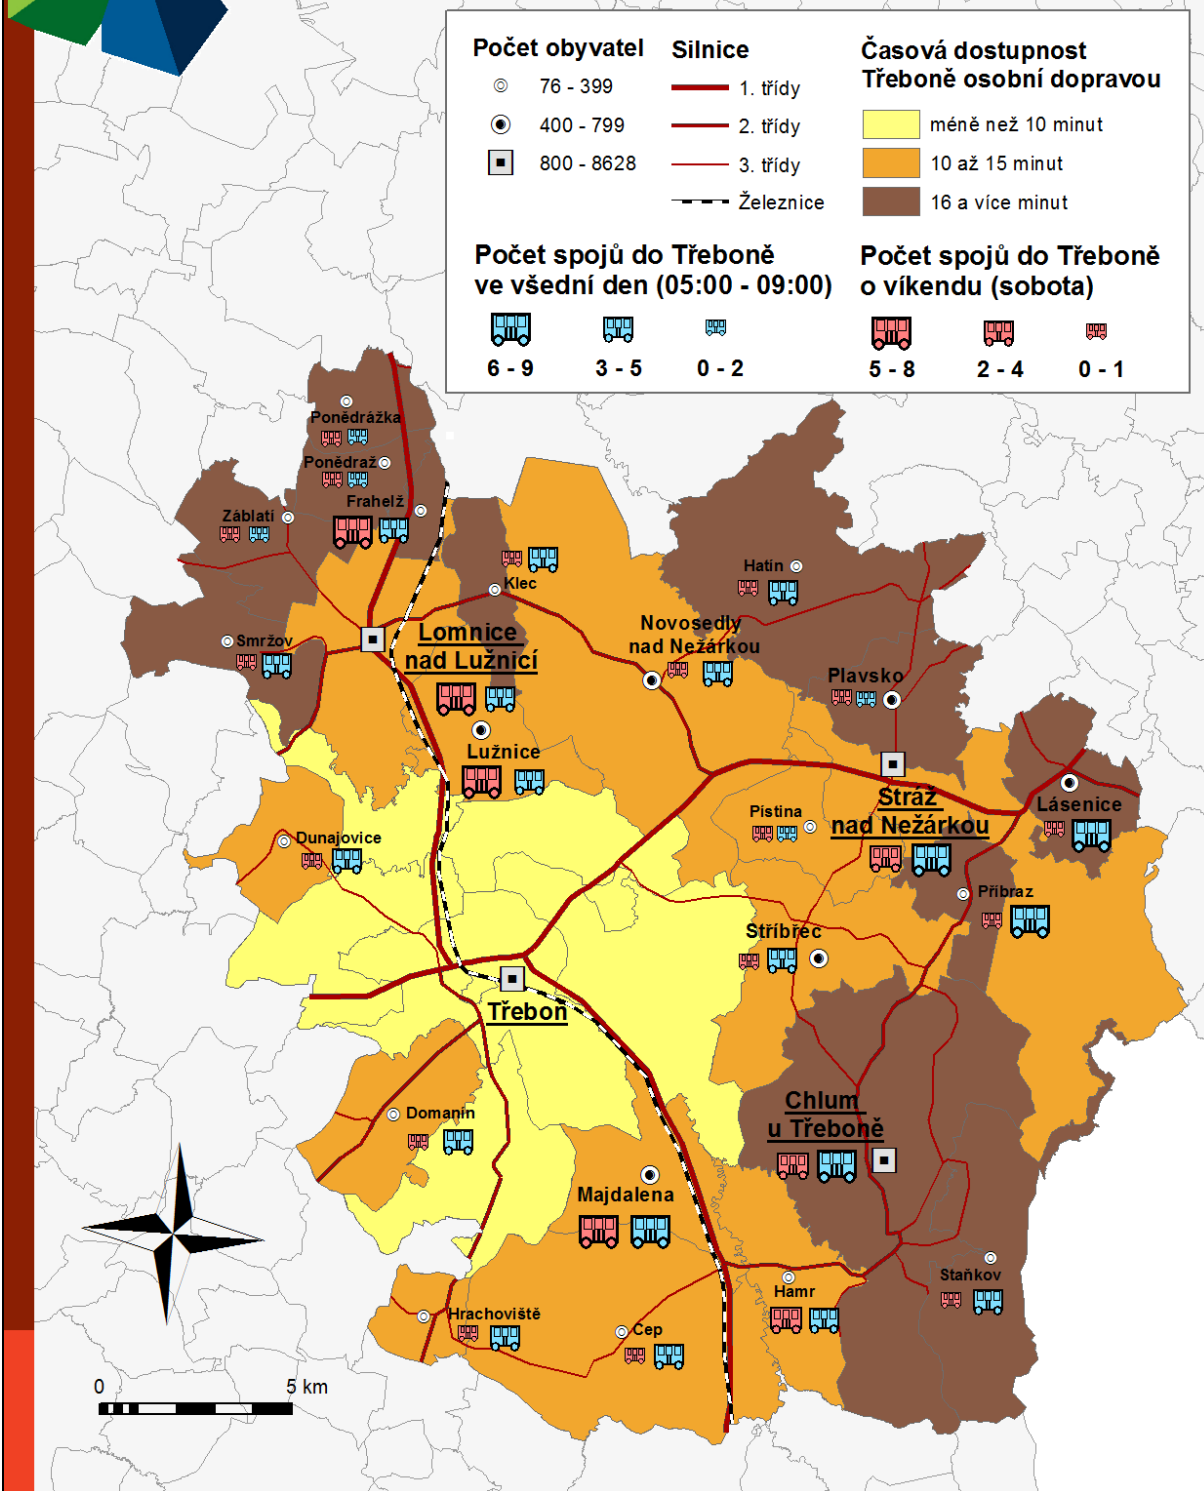 Počet obyvatel
76 - 399
400 - 799
800 - 8628
Silnice
1. třídy
2. třídy
3. třídy
Železnice
Časová dostupnost
Třeboně osobní dopravou
méně než 10 minut
10 až 15 minut
16 a více minut
Počet spojů do Třeboně
ve všední den (05:00 - 09:00)
6 - 9
3 - 5
0 - 2
Počet spojů do Třeboně
o víkendu (sobota)
5 - 8
2 - 4
0 - 1
Ponědrážka
Ponědraž
Frahelž
Záblatí
Klec
Hatín
Smržov
Lomnice
nad Lužnicí
Novosedly
nad Nežárkou
Plavsko
Lužnice
Stráž
nad Nežárkou
Lásenice
Pístina
Dunajovice
Příbraz
Stříbřec
Třeboň
Chlum
u Třeboně
Domanín
Majdalena
Staňkov
Hamr
Hrachoviště
Cep
0 5 km